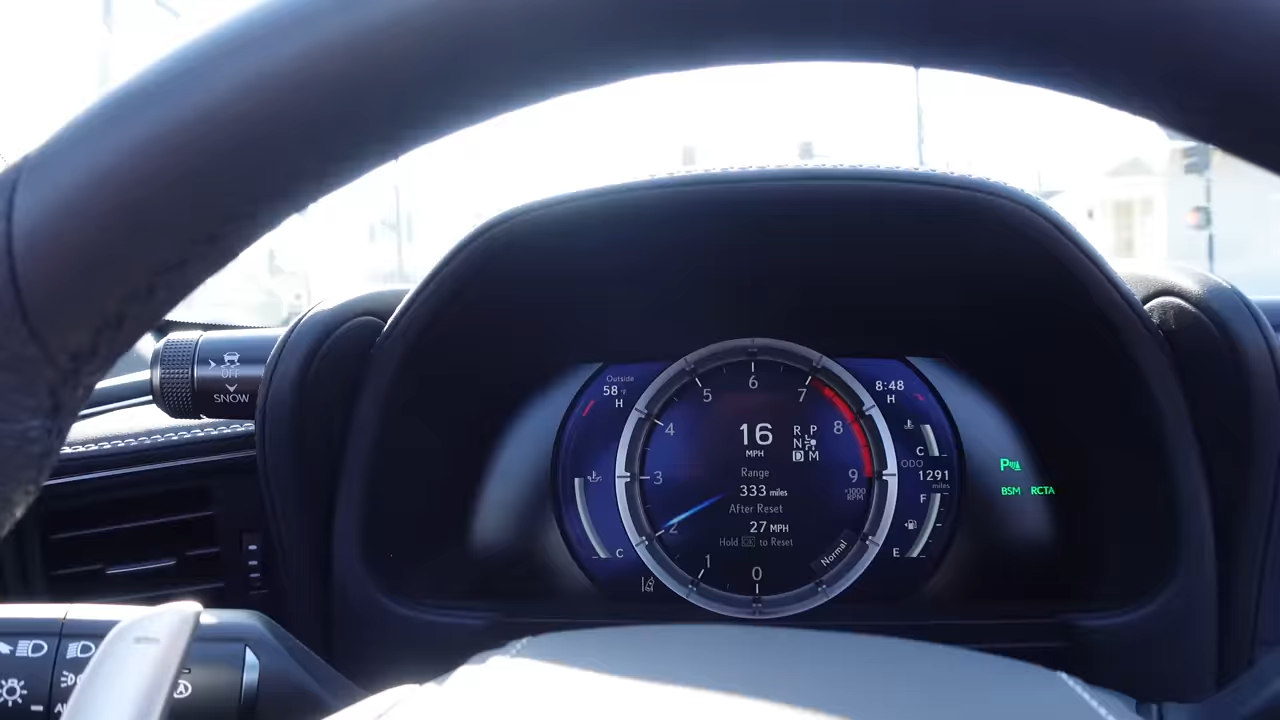 OFF
SNOW
Outside
58 °F
H
C
0
1
2
3
4
5
6
7
8
9
×1000
RPM
16
MPH
R P
N
D M
Range
333 miles
After Reset
27 MPH
Hold OK to Reset
Normal
8:48
H
C
ODO
1291
miles
F
E
P
BSM RCTA